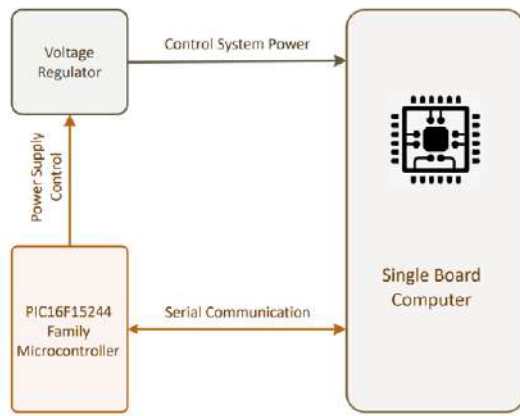 Voltage
Regulator
Control System Power
Power Supply
Control
PIC16F15244
Family
Microcontroller
Serial Communication
Single Board
Computer